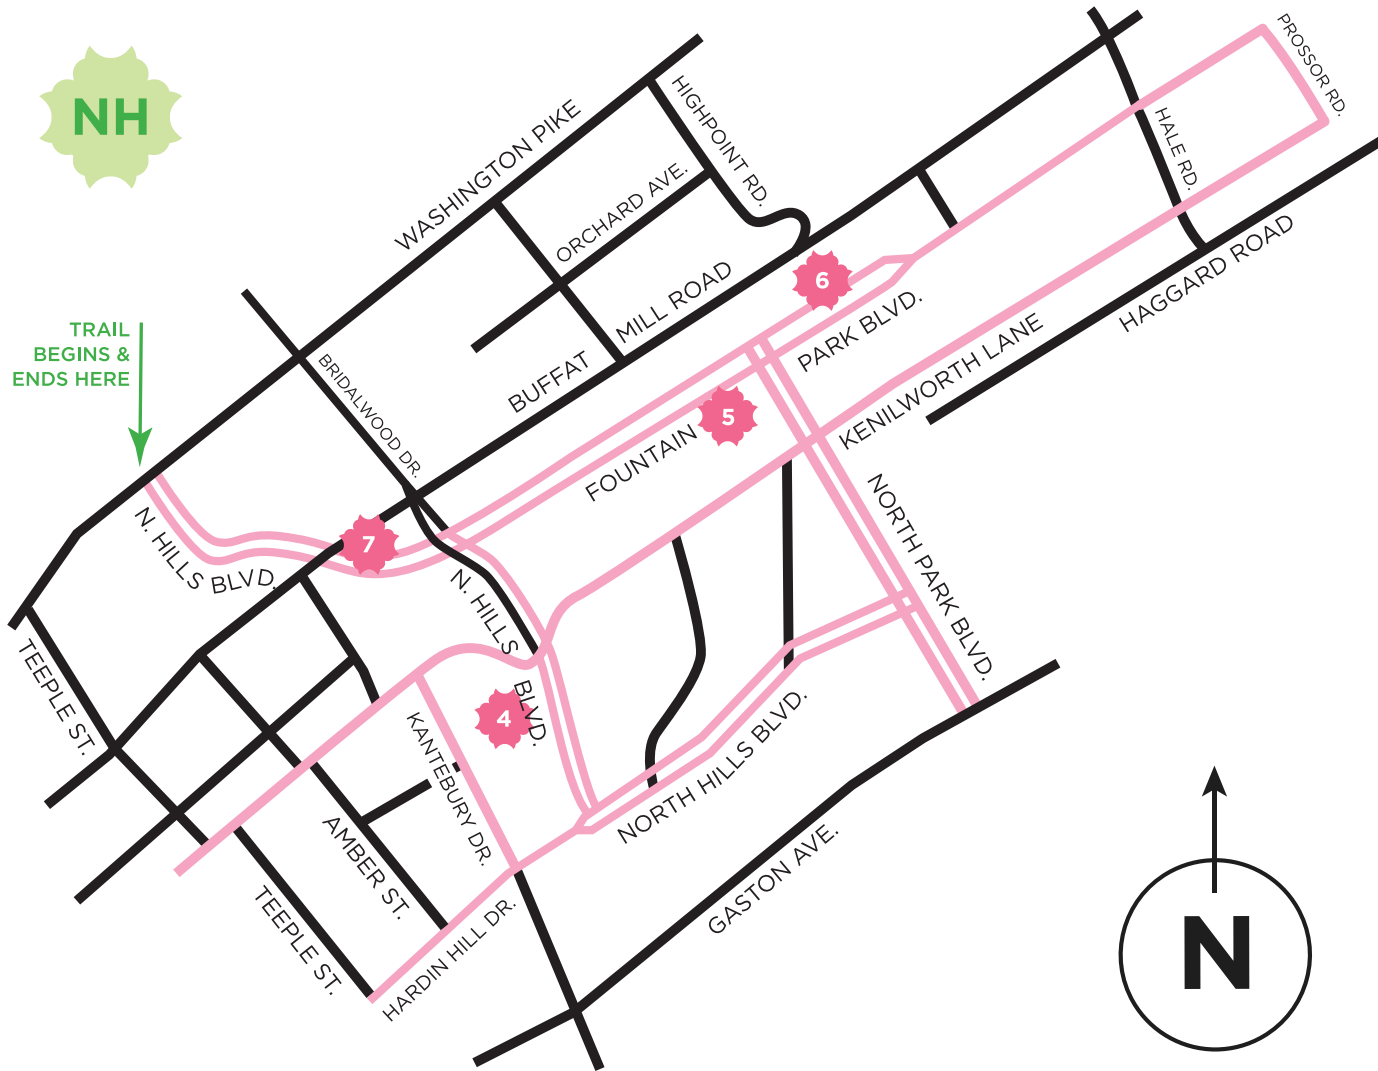 NH
PROSSOR RD.
HIGHPOINT RD.
WASHINGTON PIKE
HALE RD.
ORCHARD AVE.
HAGGARD ROAD
6
MILL ROAD
PARK BLVD.
TRAIL
BEGINS &
ENDS HERE
BRIDALWOOD DR.
BUFFAT
KENILWORTH LANE
5
FOUNTAIN
N. HILLS BLVD.
7
NORTH PARK BLVD.
N. HILLS BLVD.
TEEPLE ST.
4
KANTEBURY DR.
NORTH HILLS BLVD.
AMBER ST.
GASTON AVE.
TEEPLE ST.
HARDIN HILL DR.
N